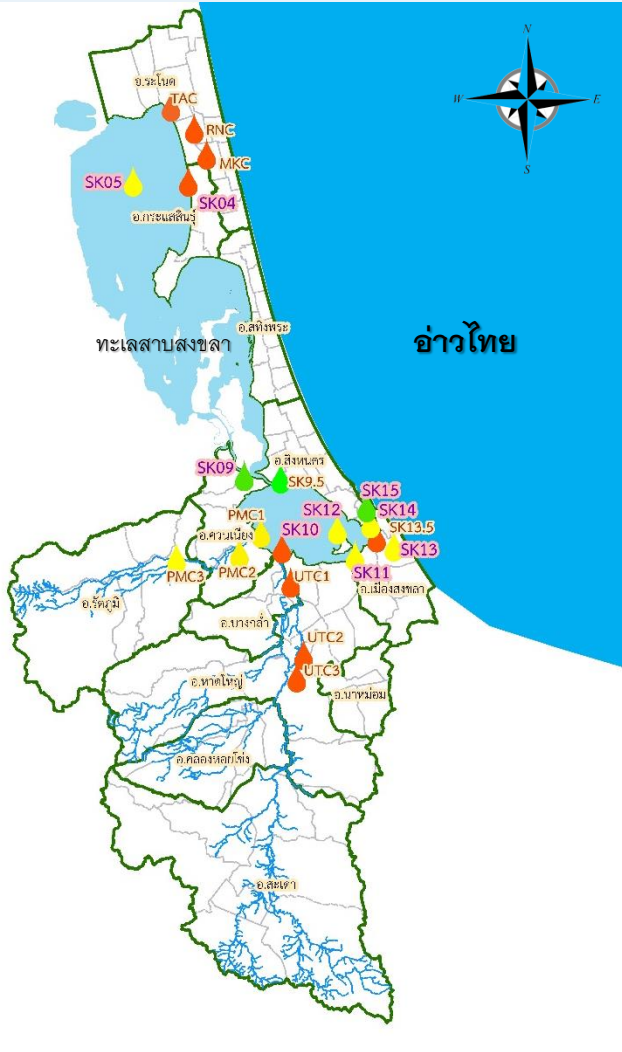 N
W
E
S
อ.ระโนด
TAC
RNC
MKC
SK05
SK04
อ.กระแสสินธุ์
อ.สทิงพระ
ทะเลสาบสงขลา
อ่าวไทย
อ.สิงหนคร
SK09
SK9.5
SK15
SK14
PMC1
SK12
SK13.5
อ.ควนเนียง
SK10
SK13
PMC3
PMC2
SK11
UTC1
อ.เมืองสงขลา
อ.รัตภูมิ
อ.บางกล่ำ
UTC2
UTC3
อ.หาดใหญ่
อ.นาหม่อม
อ.คลองหอยโข่ง
อ.สะเดา